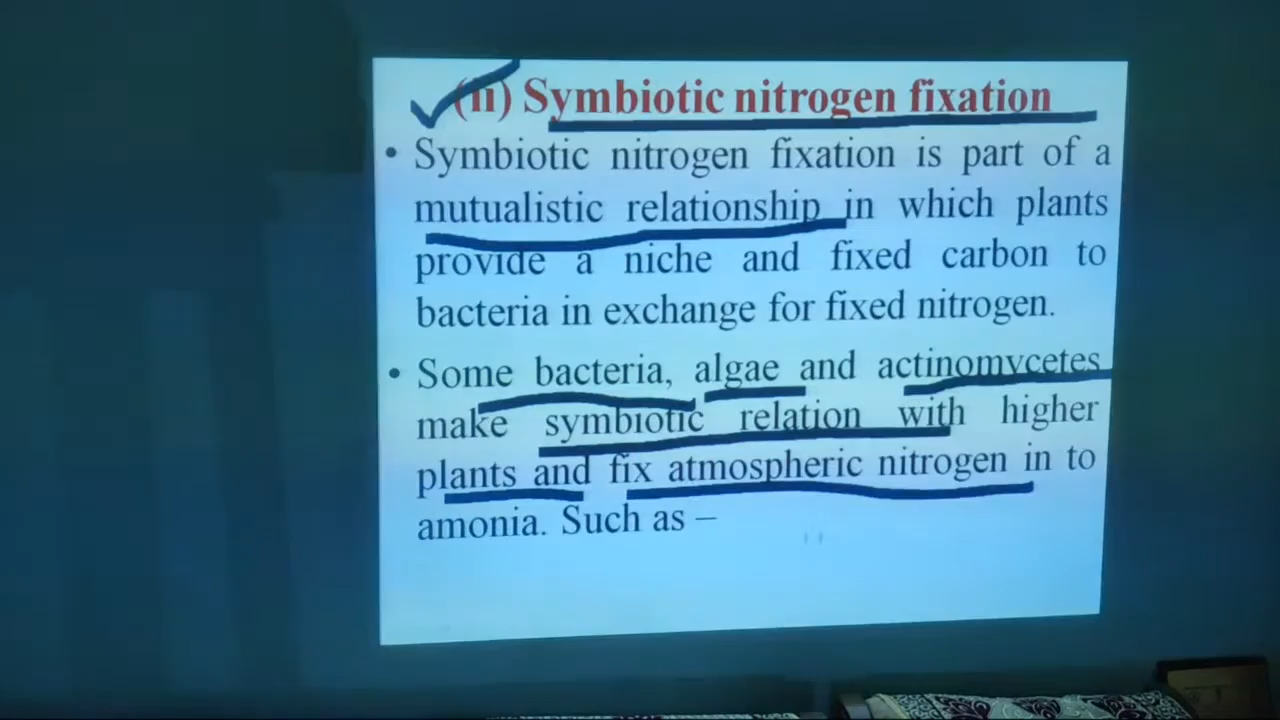 (ii) Symbiotic nitrogen fixation
• Symbiotic nitrogen fixation is part of a
mutualistic relationship in which plants
provide a niche and fixed carbon to
bacteria in exchange for fixed nitrogen.
• Some bacteria, algae and actinomycetes
make symbiotic relation with higher
plants and fix atmospheric nitrogen in to
amonia. Such as –